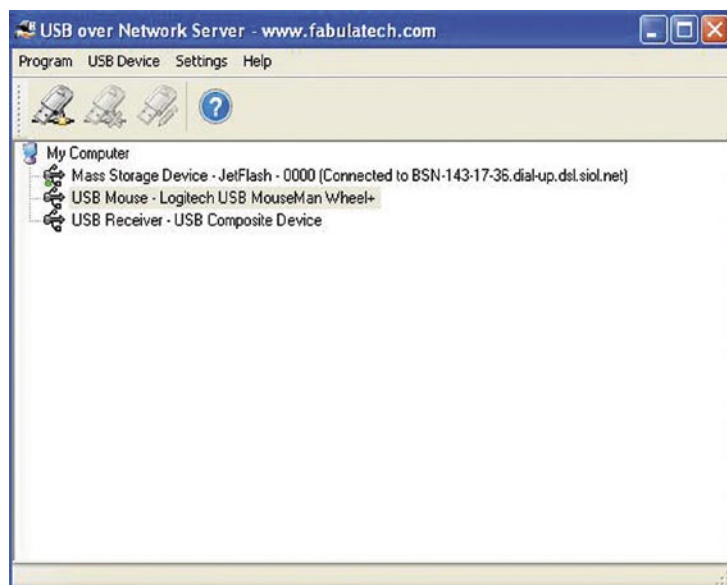 USB over Network Server - www.fabulatech.com
Program USB Device Settings Help
?
My Computer
Mass Storage Device - JetFlash - 0000 (Connected to BSN-143-17-36.dial-up.dsl.siol.net)
USB Mouse - Logitech USB MouseMan Wheel+
USB Receiver - USB Composite Device